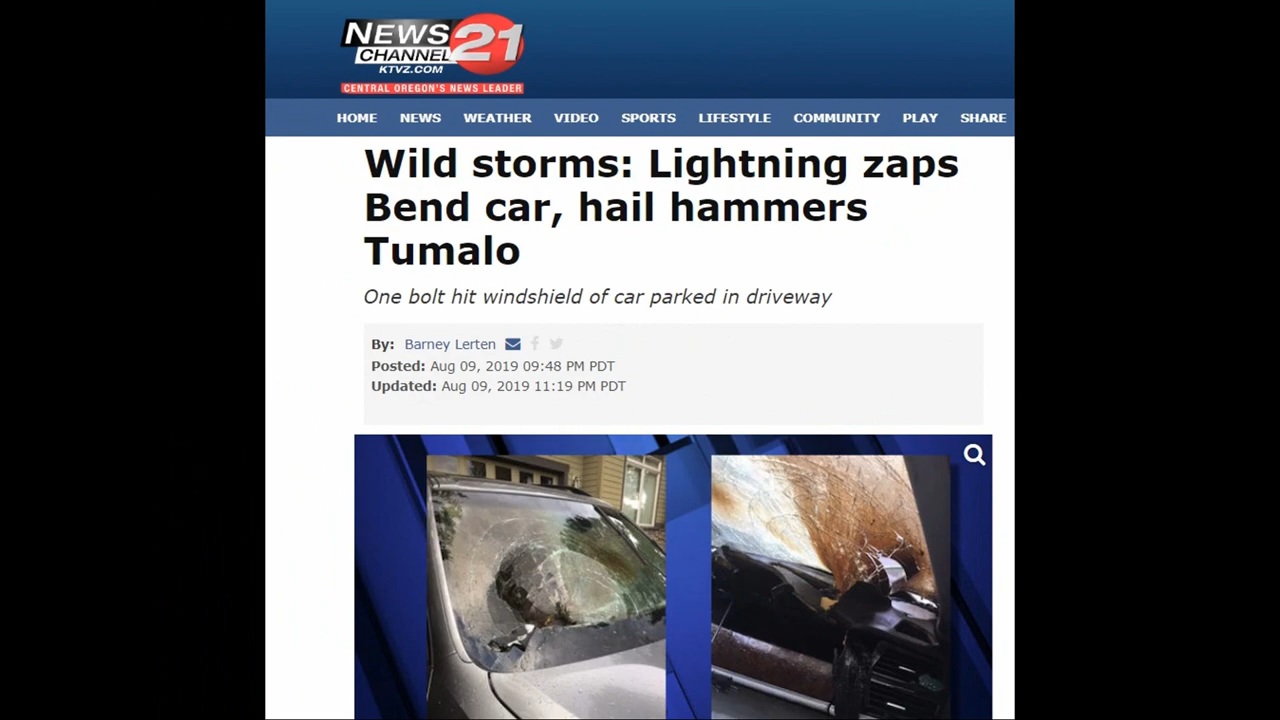 NEWS 21
CHANNEL
KTVZ.COM
CENTRAL OREGON'S NEWS LEADER
HOME NEWS WEATHER VIDEO SPORTS LIFESTYLE COMMUNITY PLAY SHARE
Wild storms: Lightning zaps
Bend car, hail hammers
Tumalo
One bolt hit windshield of car parked in driveway
By: Barney Lerten
Posted: Aug 09, 2019 09:48 PM PDT
Updated: Aug 09, 2019 11:19 PM PDT